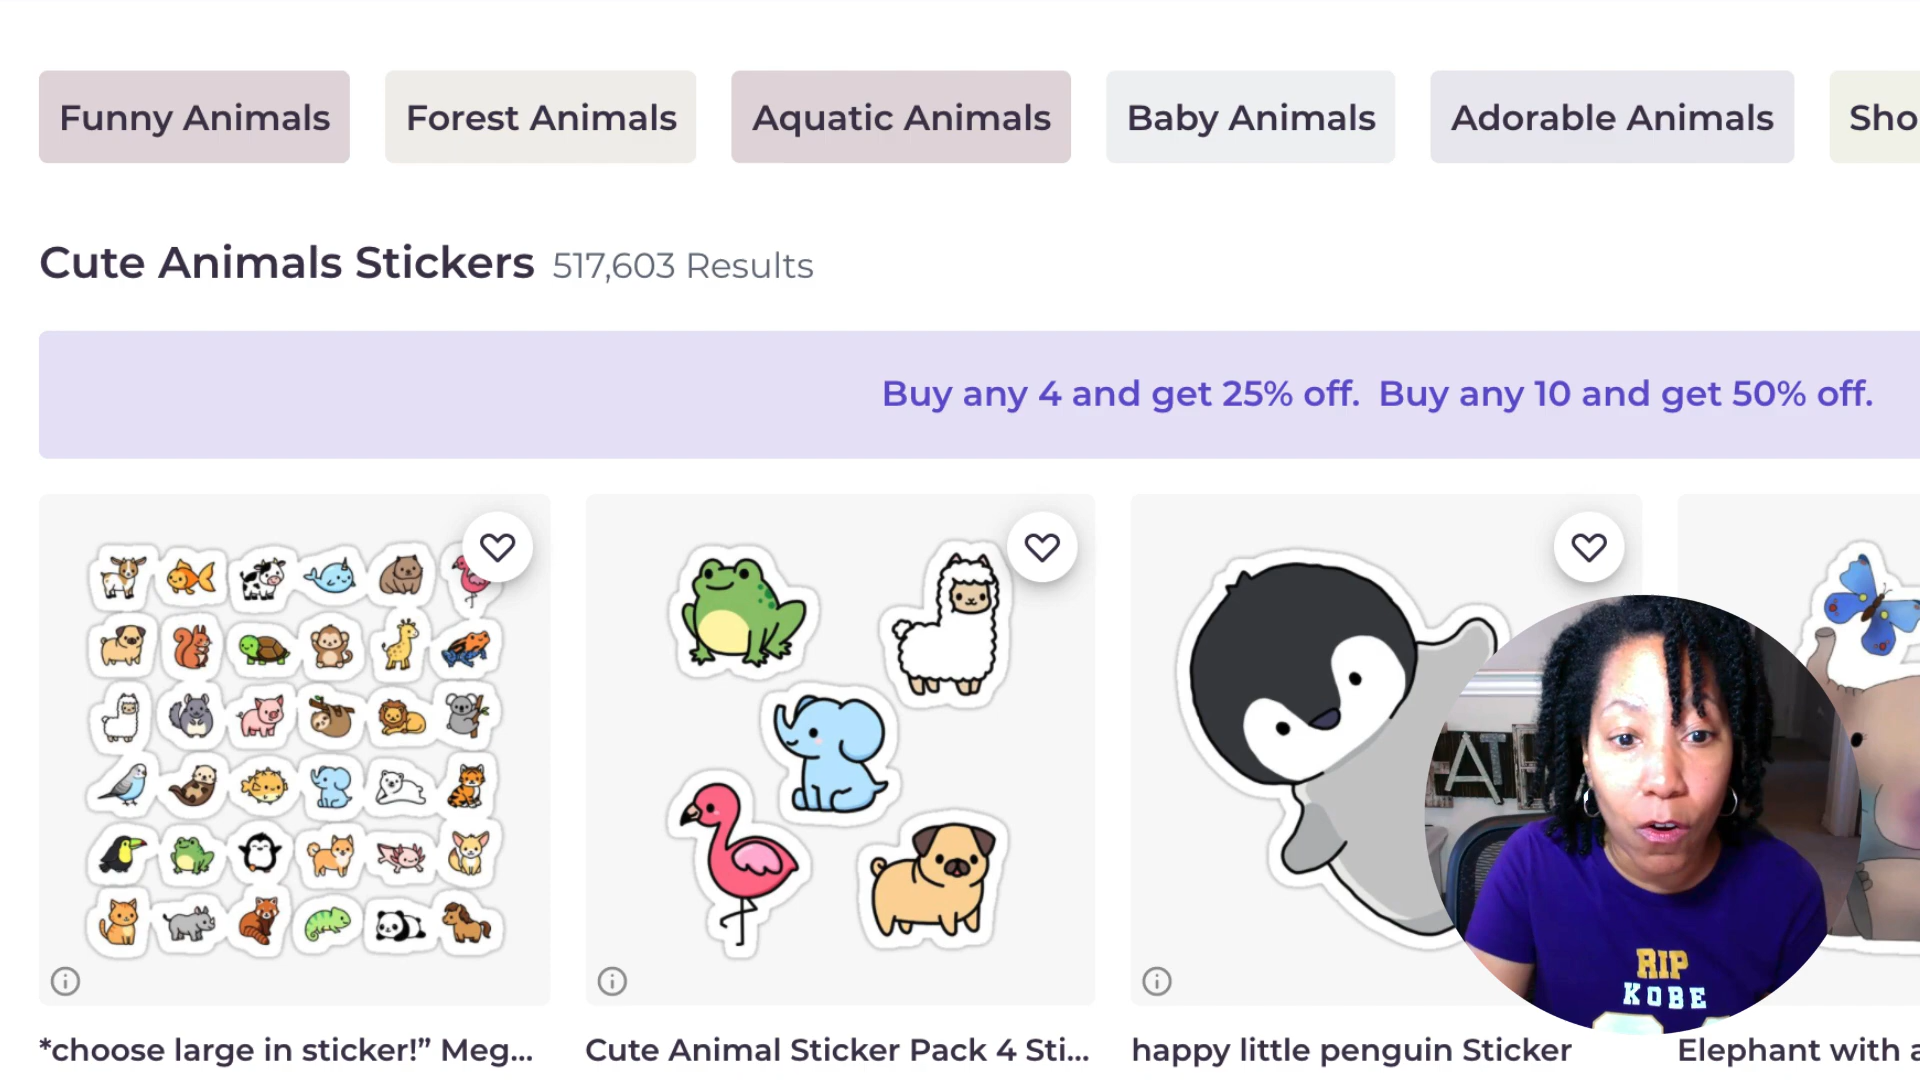 Funny Animals
Forest Animals
Aquatic Animals
Baby Animals
Adorable Animals
Sho
Cute Animals Stickers 517,603 Results
Buy any 4 and get 25% off. Buy any 10 and get 50% off.
ATE
RIP
KOBE
*choose large in sticker!” Meg...
Cute Animal Sticker Pack 4 Sti...
happy little penguin Sticker
Elephant with a